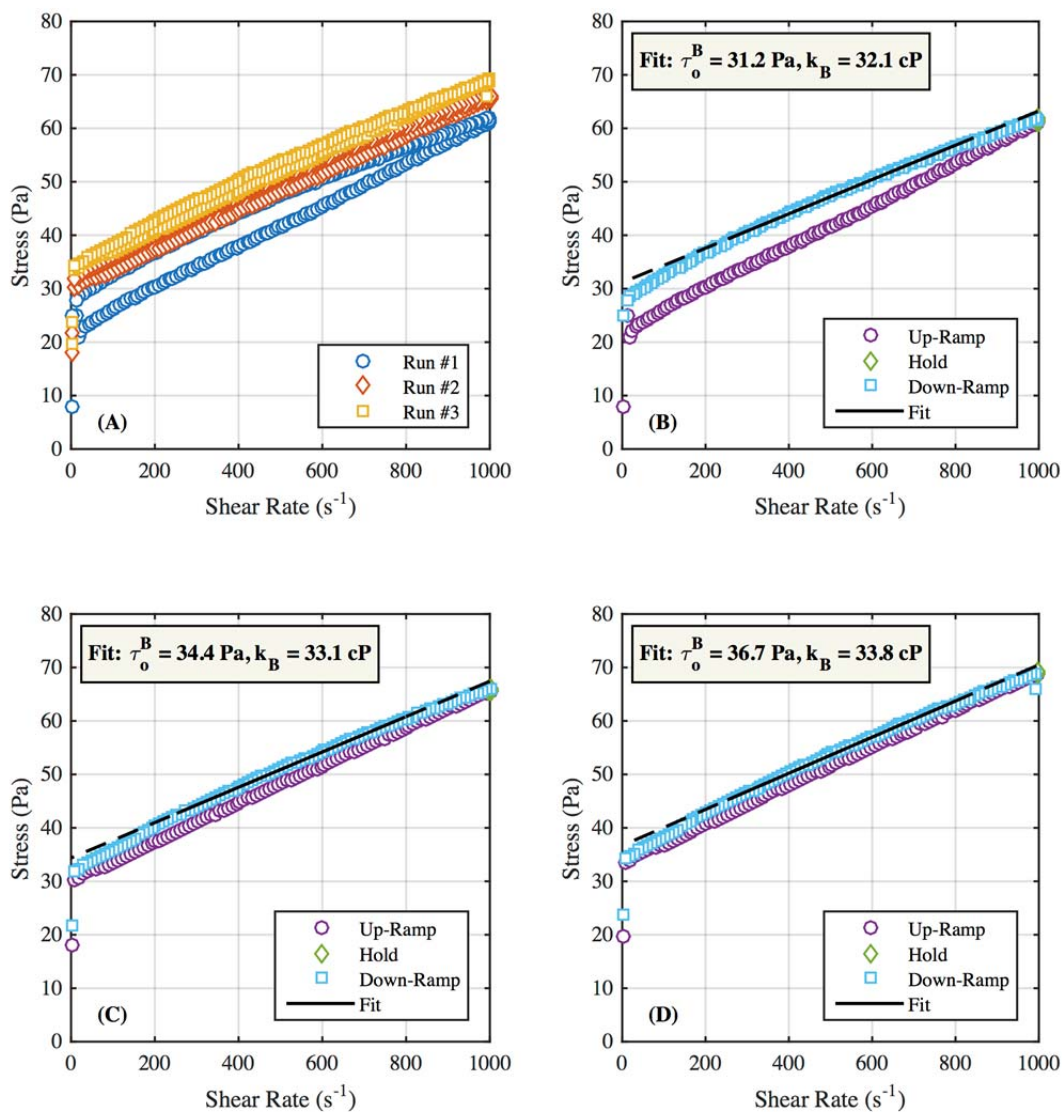 80
70
60
50
40
30
20
10
0
Stress (Pa)
Run #1
Run #2
Run #3
(A)
0 200 400 600 800 1000
Shear Rate (s⁻¹)
80
70
60
50
40
30
20
10
0
Stress (Pa)
Fit: τ_o^B = 31.2 Pa, k_B = 32.1 cP
Up-Ramp
Hold
Down-Ramp
Fit
(B)
0 200 400 600 800 1000
Shear Rate (s⁻¹)
80
70
60
50
40
30
20
10
0
Stress (Pa)
Fit: τ_o^B = 34.4 Pa, k_B = 33.1 cP
Up-Ramp
Hold
Down-Ramp
Fit
(C)
0 200 400 600 800 1000
Shear Rate (s⁻¹)
80
70
60
50
40
30
20
10
0
Stress (Pa)
Fit: τ_o^B = 36.7 Pa, k_B = 33.8 cP
Up-Ramp
Hold
Down-Ramp
Fit
(D)
0 200 400 600 800 1000
Shear Rate (s⁻¹)